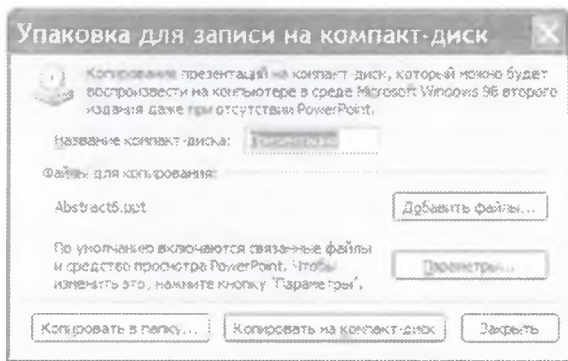 Упаковка для записи на компакт-диск
Копирование презентаций на компакт-диск, который можно будет
воспроизвести на компьютере в среде Microsoft Windows 98 второго
издания даже при отсутствии PowerPoint.
Название компакт-диска: Презентация
Файлы для копирования:
Abstract6.ppt
Добавить файлы...
По умолчанию включаются связанные файлы
и средство просмотра PowerPoint. Чтобы
изменить это, нажмите кнопку "Параметры".
Параметры...
Копировать в папку... Копировать на компакт-диск Закрыть